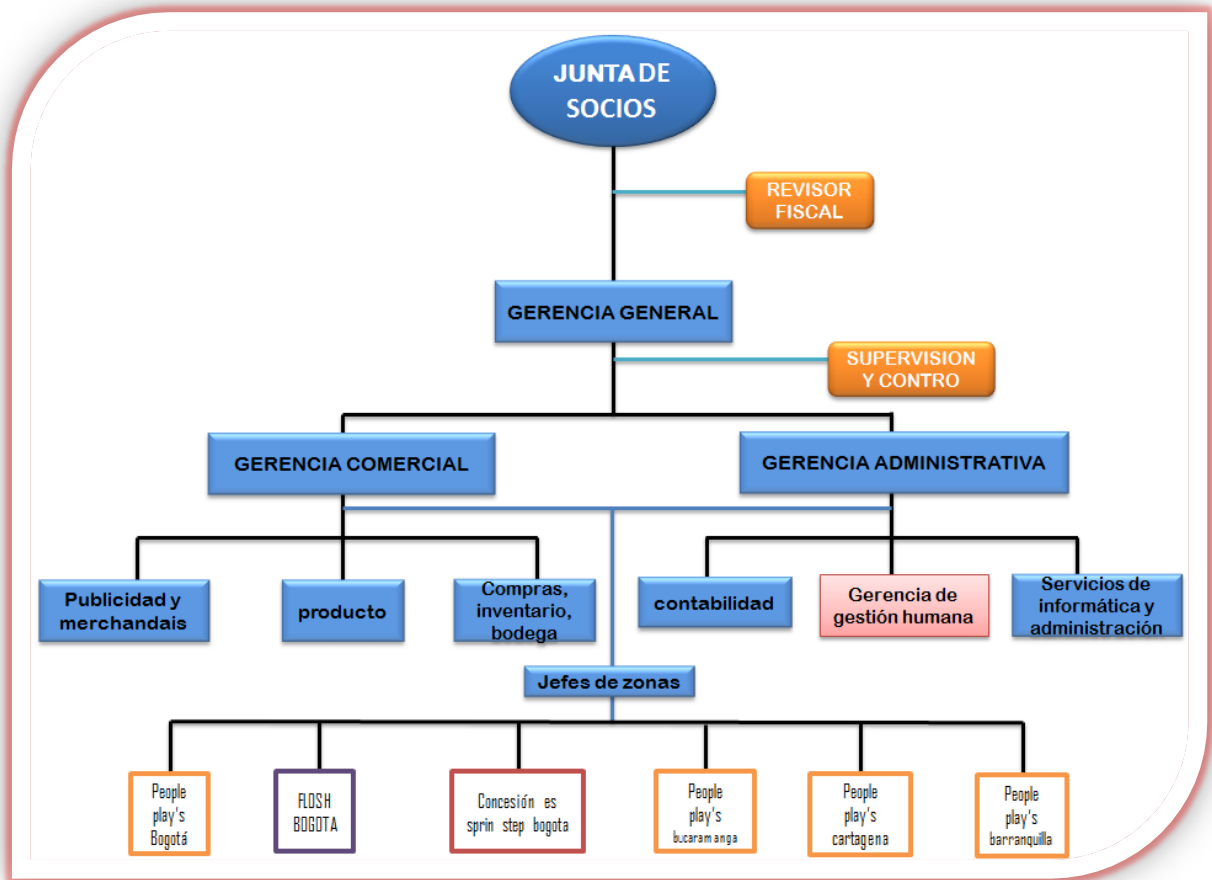 JUNTA DE
SOCIOS
REVISOR
FISCAL
GERENCIA GENERAL
SUPERVISION
Y CONTRO
GERENCIA COMERCIAL
GERENCIA ADMINISTRATIVA
Publicidad y
merchandais
producto
Compras,
inventario,
bodega
contabilidad
Gerencia de
gestión humana
Servicios de
informática y
administración
Jefes de zonas
People
play's
Bogotá
FLOSH
BOGOTA
Concesión es
sprin step bogota
People
play's
bucaramanga
People
play's
cartagena
People
play's
barranquilla